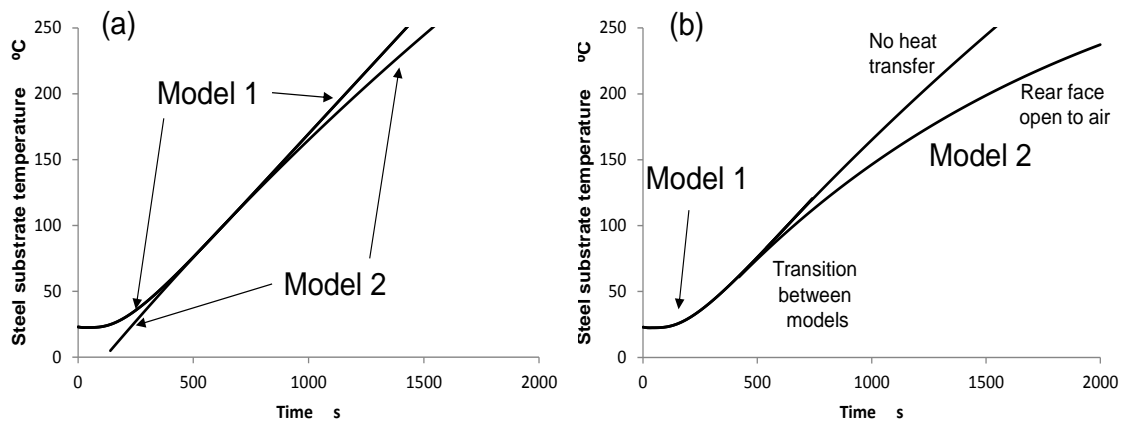 (a)
Steel substrate temperature ºC
250
200
150
100
50
0
0 500 1000 1500 2000
Time s
Model 1
Model 2
(b)
Steel substrate temperature ºC
250
200
150
100
50
0
0 500 1000 1500 2000
Time s
No heat
transfer
Rear face
open to air
Model 2
Model 1
Transition
between
models